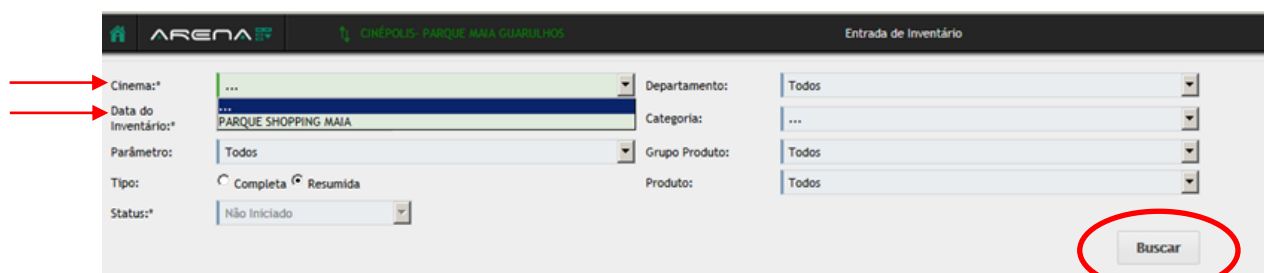 ARENA CINÉPOLIS- PARQUE MAIA GUARULHOS Entrada de Inventário
Cinema:* ... Departamento: Todos
Data do
Inventário:*
...
PARQUE SHOPPING MAIA
Categoria: ...
Parâmetro: Todos Grupo Produto: Todos
Tipo: Completa Resumida Produto: Todos
Status:* Não Iniciado
Buscar